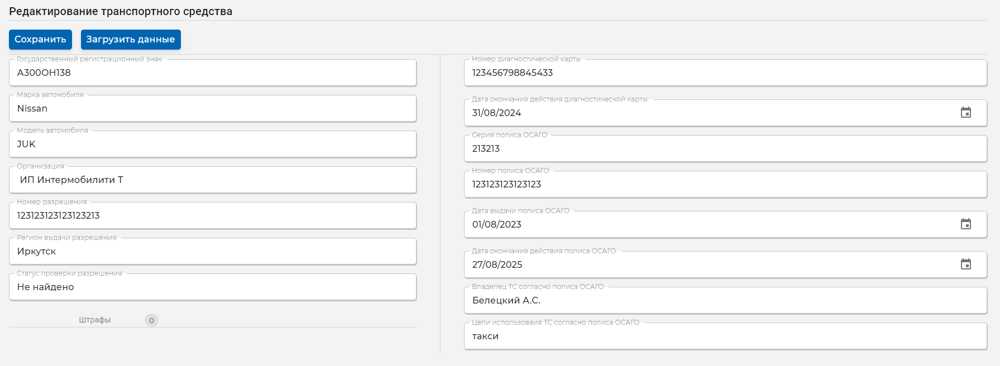 Редактирование транспортного средства
Сохранить
Загрузить данные
Государственный регистрационный знак
А300ОН138
Марка автомобиля
Nissan
Модель автомобиля
JUK
Организация
ИП Интермобилити Т
Номер разрешения
123123123123123213
Регион выдачи разрешения
Иркутск
Статус проверки разрешения
Не найдено
Штрафы 0
Номер диагностической карты
123456798845433
Дата окончания действия диагностической карты
31/08/2024
Серия полиса ОСАГО
213213
Номер полиса ОСАГО
123123123123123
Дата выдачи полиса ОСАГО
01/08/2023
Дата окончания действия полиса ОСАГО
27/08/2025
Владелец ТС согласно полиса ОСАГО
Белецкий А.С.
Цели использоваия ТС согласно полиса ОСАГО
такси